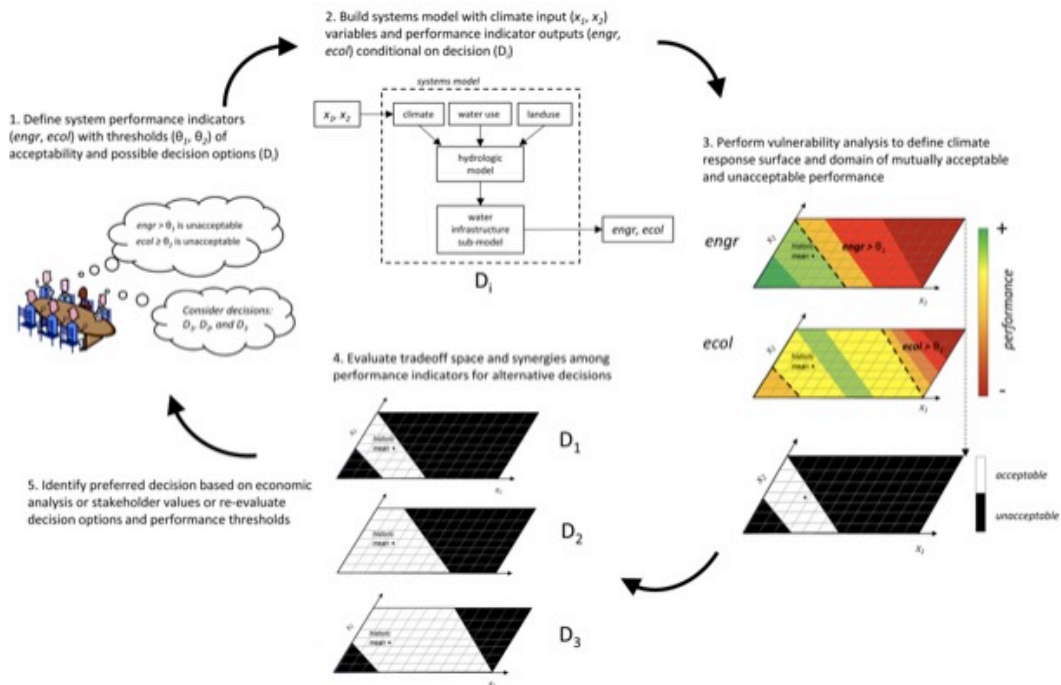 1. Define system performance indicators
(engr, ecol) with thresholds (θ₁, θ₂) of
acceptability and possible decision options (Dᵢ)
engr > θ₁ is unacceptable
ecol ≥ θ₂ is unacceptable
Consider decisions:
and
2. Build systems model with climate input (x₁, x₂)
variables and performance indicator outputs (engr,
ecol) conditional on decision (Dᵢ)
systems model
x₁, x₂
climate
water use
landuse
hydrologic
model
water
infrastructure
sub-model
engr, ecol
Dᵢ
3. Perform vulnerability analysis to define climate
response surface and domain of mutually acceptable
and unacceptable performance
engr
historic
mean
engr > θ₁
+
performance
-
ecol
historic
mean
ecol > θ₂
acceptable
unacceptable
4. Evaluate tradeoff space and synergies among
performance indicators for alternative decisions
historic
mean
D₁
historic
mean
D₂
historic
mean
D₃
5. Identify preferred decision based on economic
analysis or stakeholder values or re-evaluate
decision options and performance thresholds